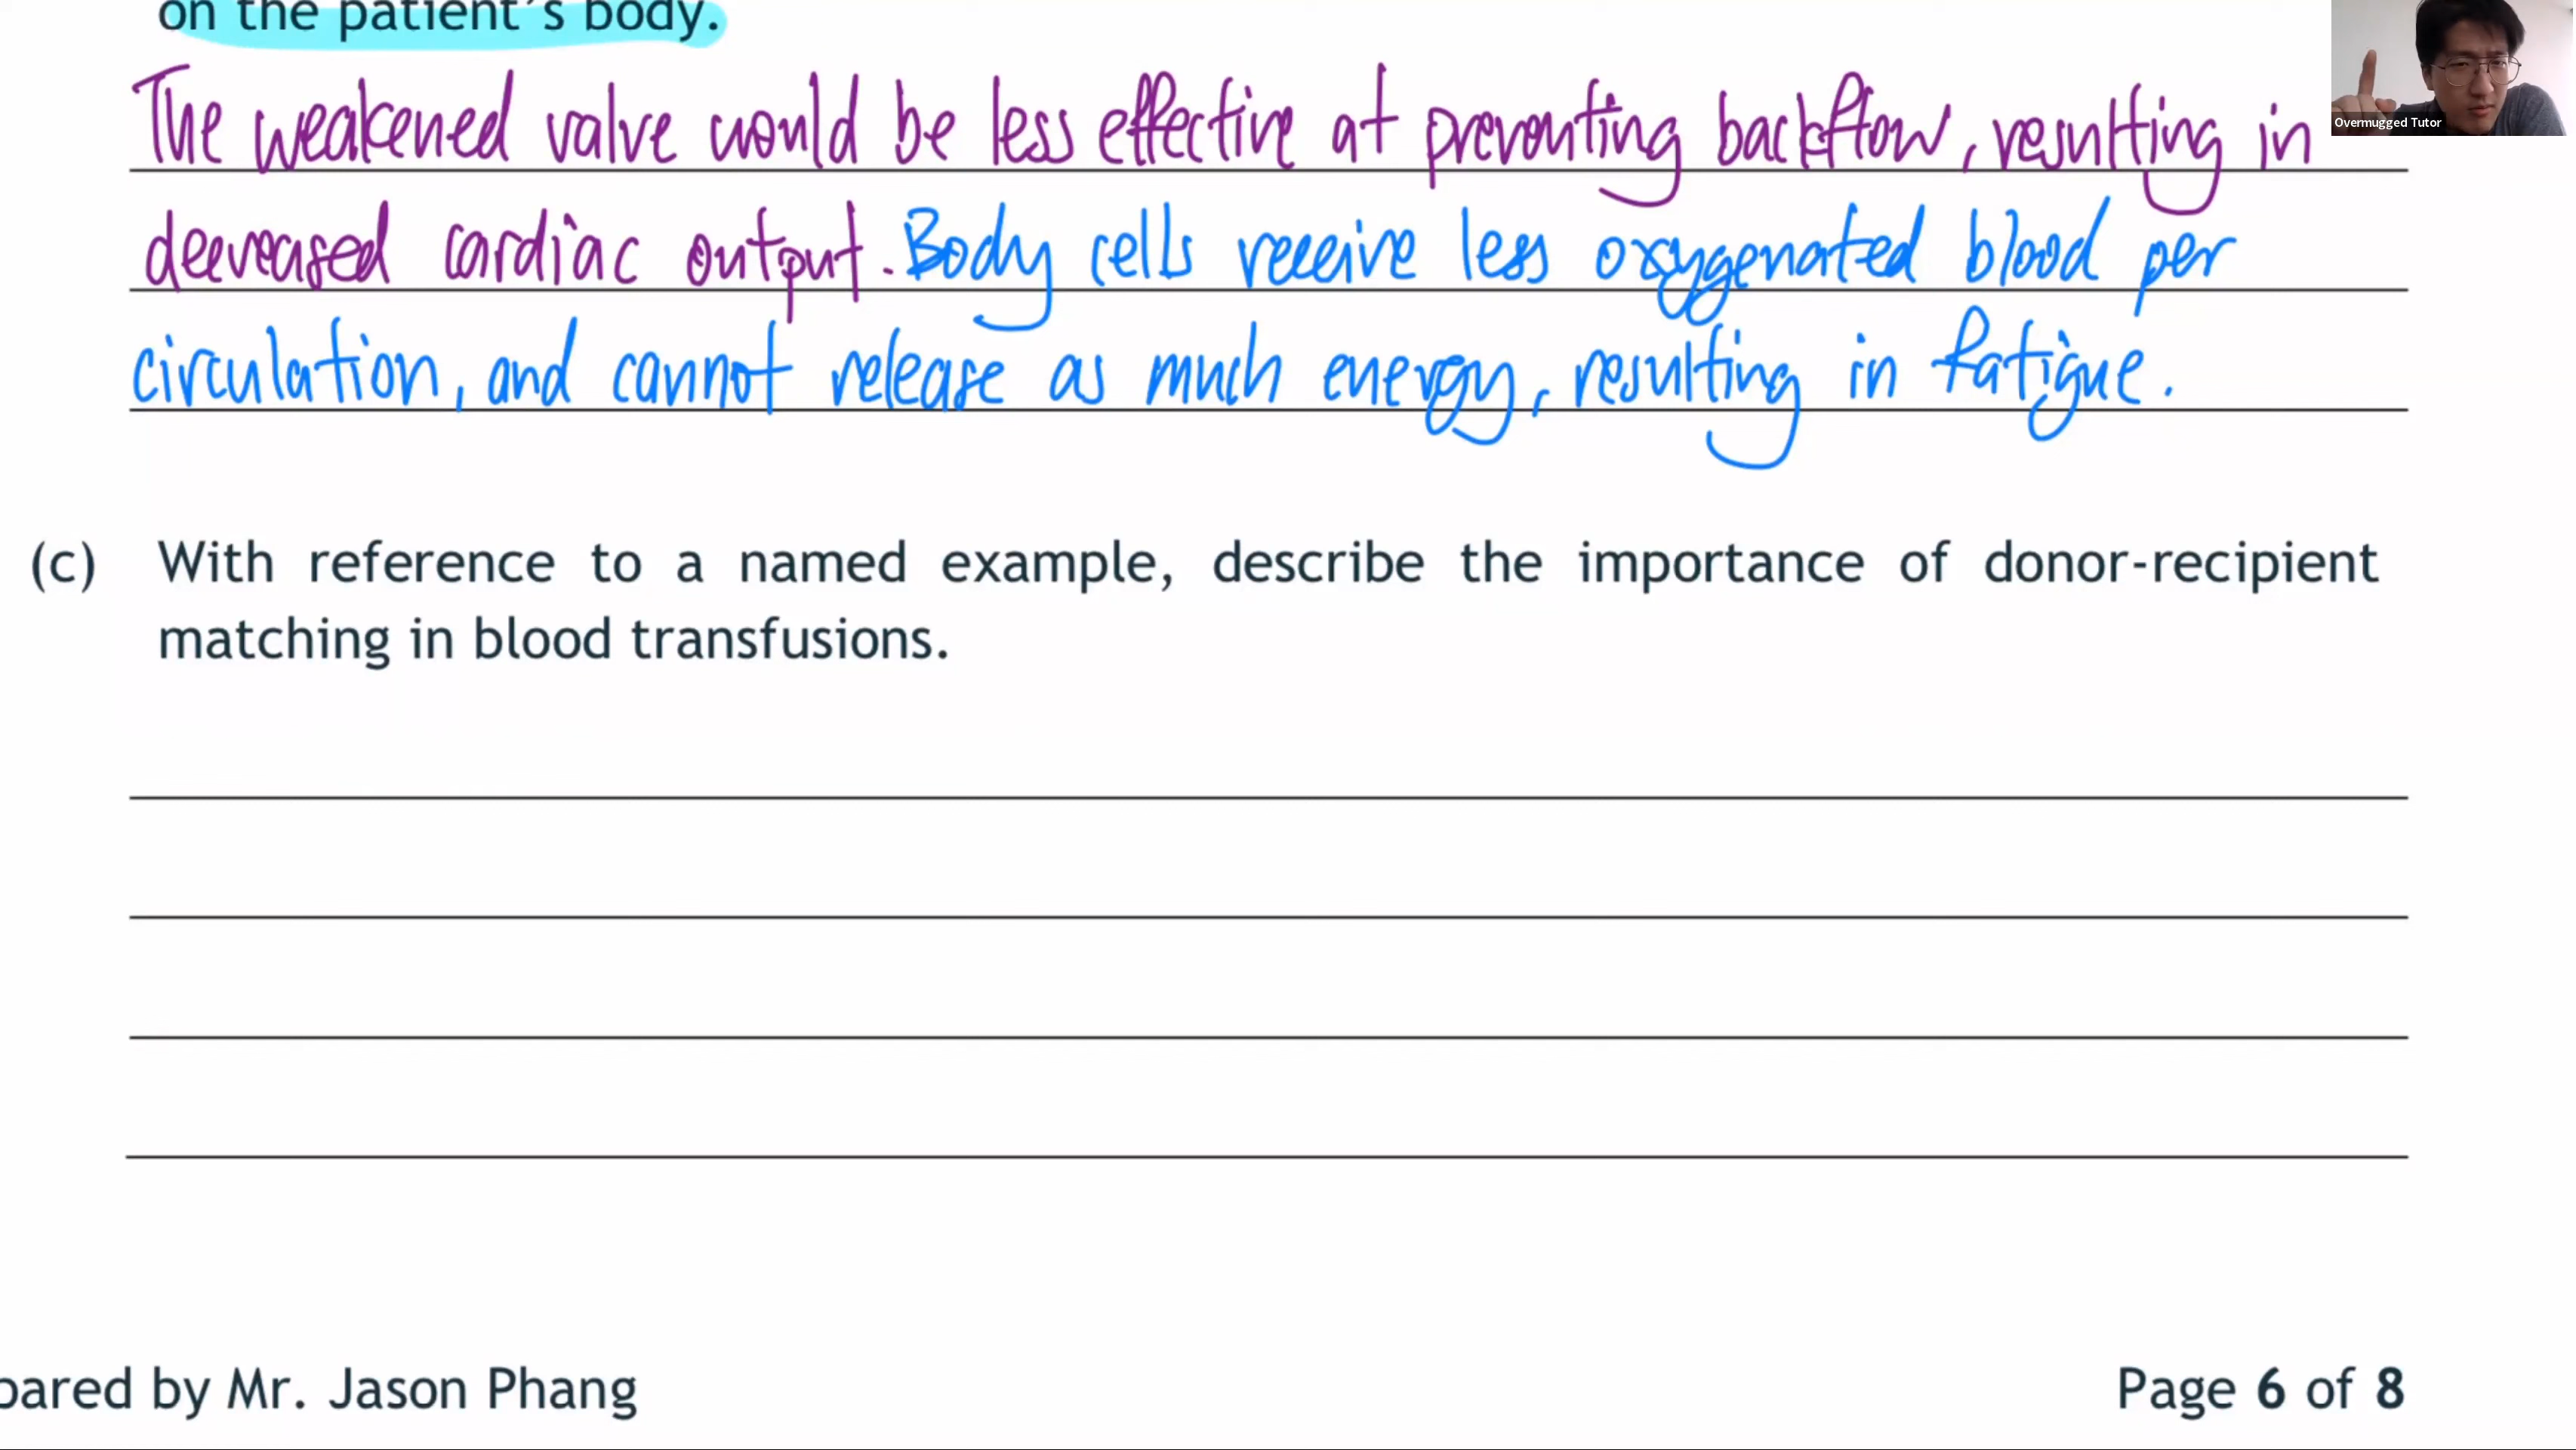 on the patient's body.
The weakened valve would be less effective at preventing backflow, resulting in
Overmugged Tutor
decreased cardiac output. Body cells receive less oxygenated blood per
circulation, and cannot release as much energy, resulting in fatigue.
(c) With reference to a named example, describe the importance of donor-recipient
matching in blood transfusions.
pared by Mr. Jason Phang
Page 6 of 8